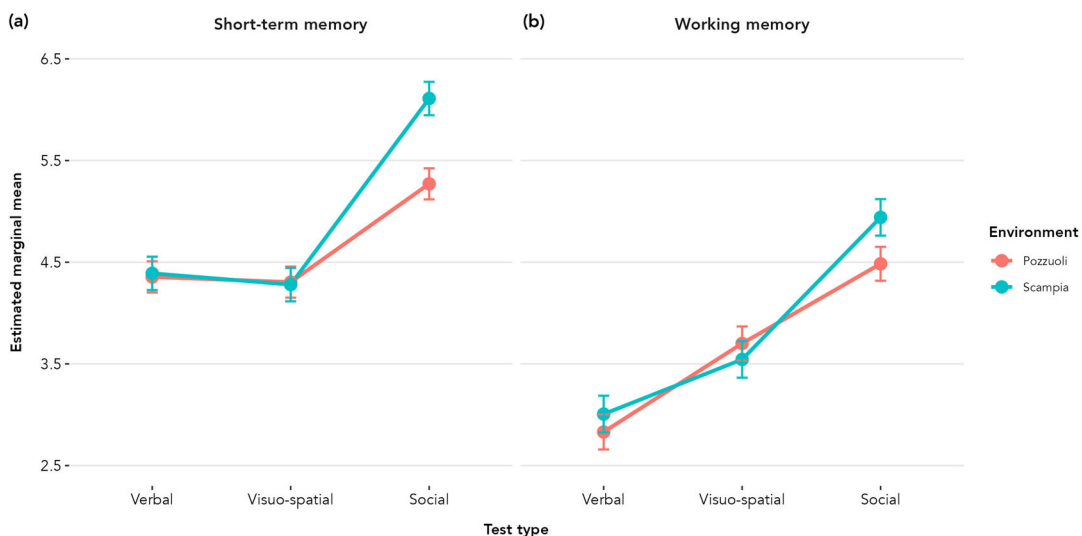 (a)
Short-term memory
(b)
Working memory
6.5
5.5
4.5
3.5
2.5
Estimated marginal mean
Verbal
Visuo-spatial
Social
Verbal
Visuo-spatial
Social
Test type
Environment
Pozzuoli
Scampia